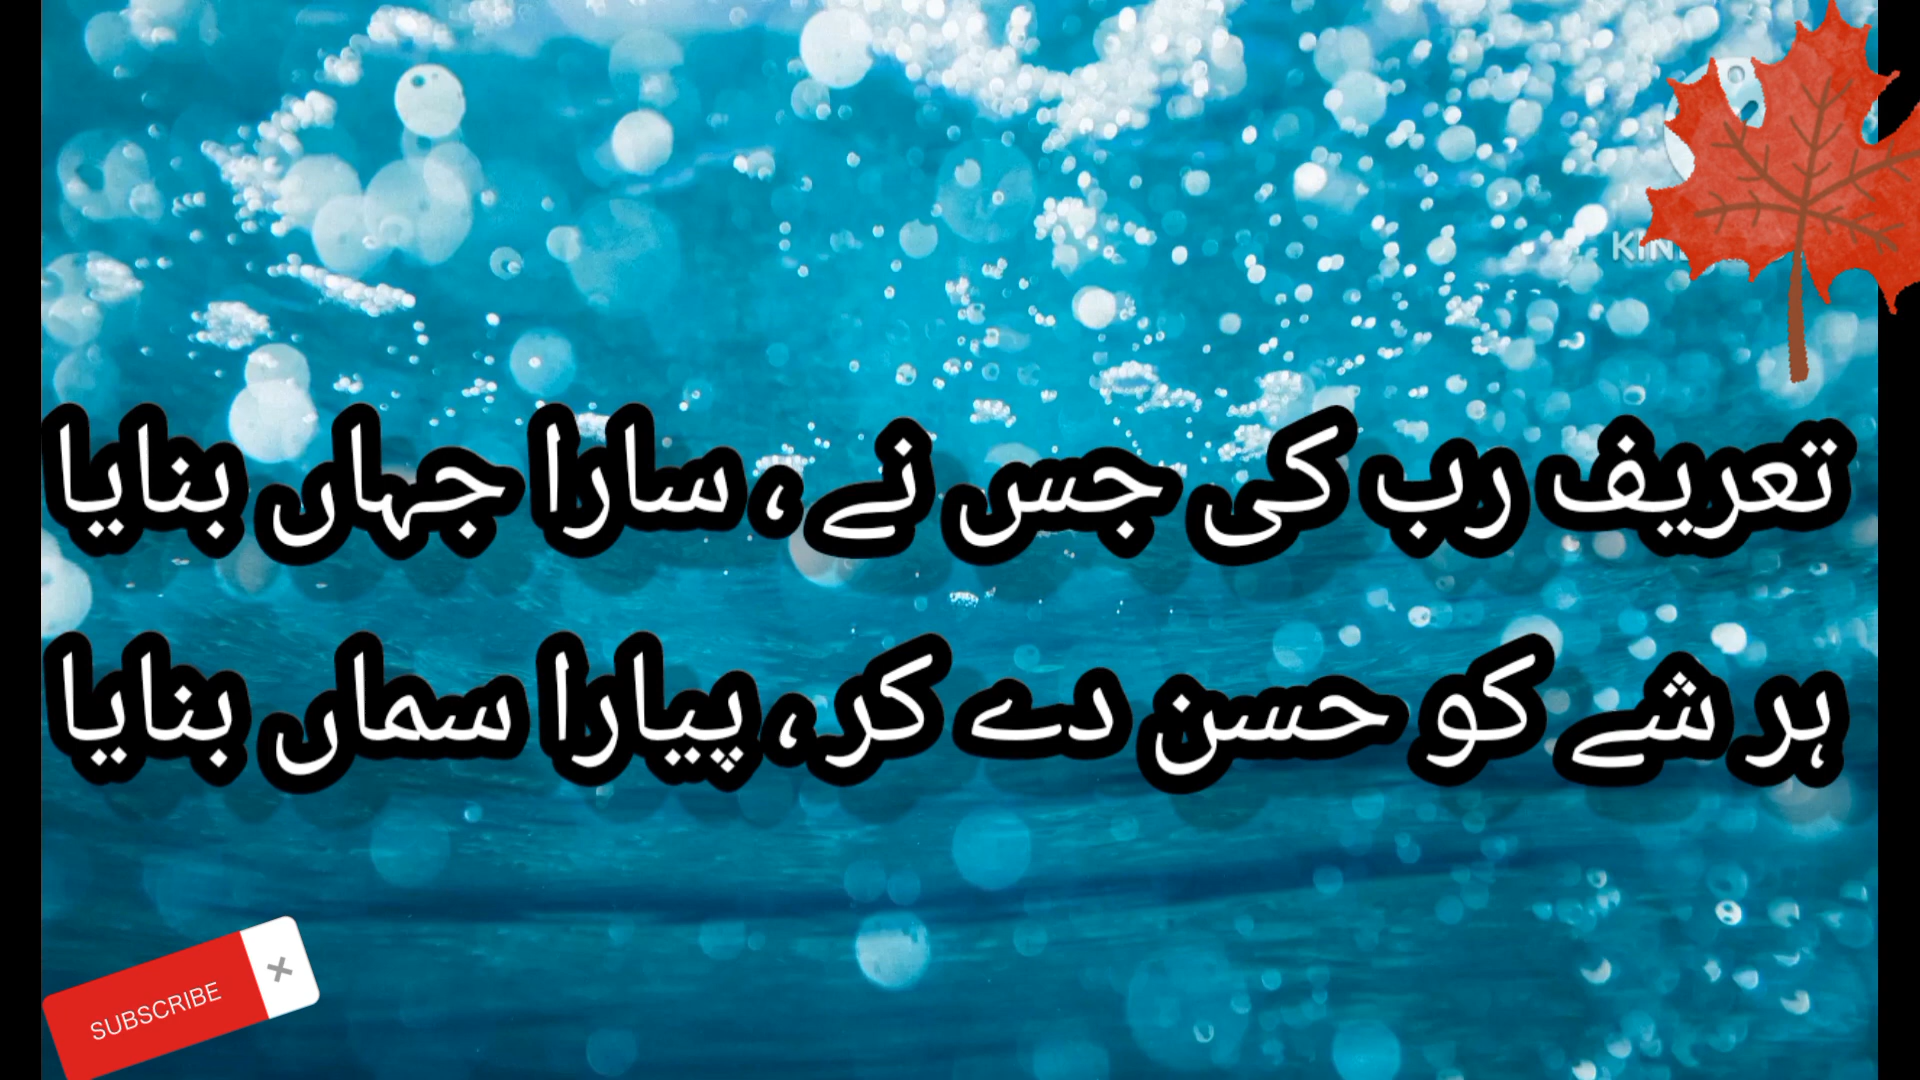 تعریف رب کی جس نے، سارا جہاں بنایا
ہر شے کو حسن دے کر، پیارا سماں بنایا
SUBSCRIBE